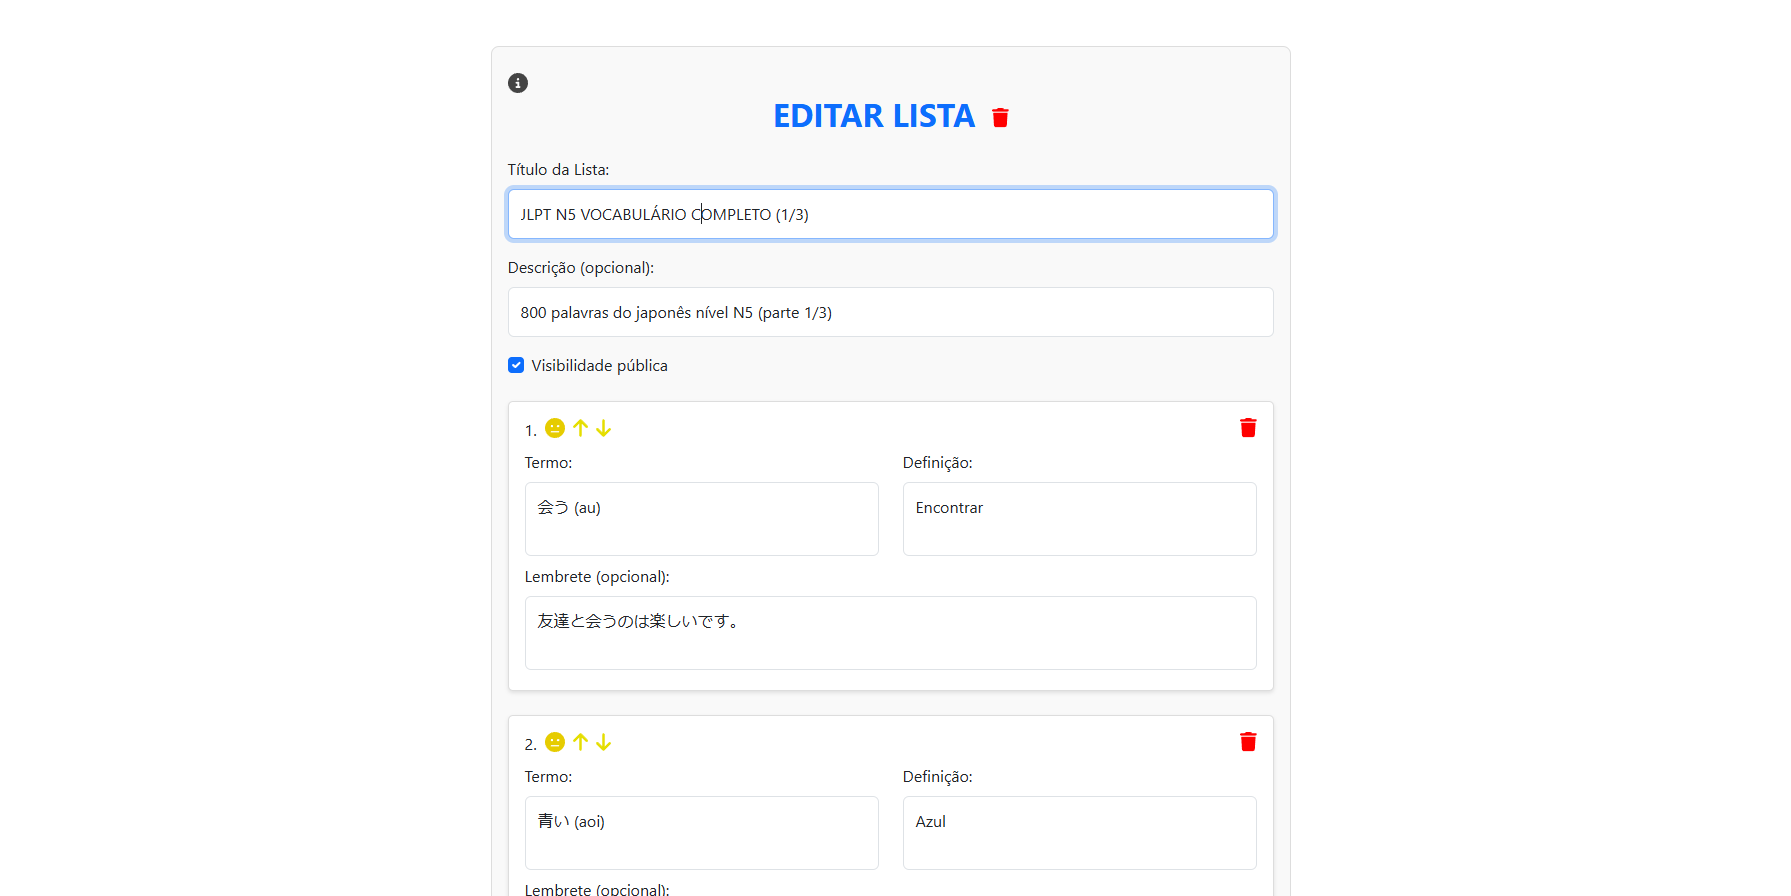 EDITAR LISTA
Título da Lista:
JLPT N5 VOCABULÁRIO COMPLETO (1/3)
Descrição (opcional):
800 palavras do japonês nível N5 (parte 1/3)
Visibilidade pública
1.
Termo:
Definição:
会う (au)
Encontrar
Lembrete (opcional):
友達と会うのは楽しいです。
2.
Termo:
Definição:
青い (aoi)
Azul
Lembrete (opcional):